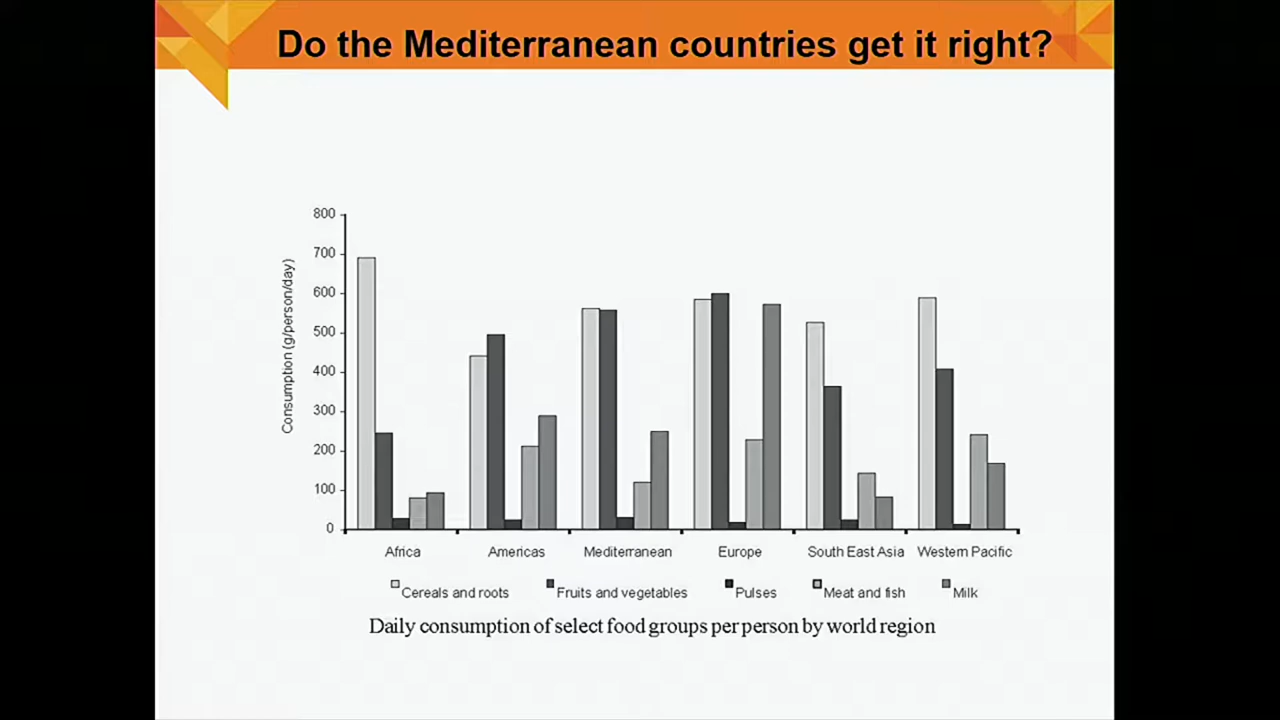 Do the Mediterranean countries get it right?
Consumption (g/person/day)
800
700
600
500
400
300
200
100
0
Africa Americas Mediterranean Europe South East Asia Western Pacific
Cereals and roots Fruits and vegetables Pulses Meat and fish Milk
Daily consumption of select food groups per person by world region